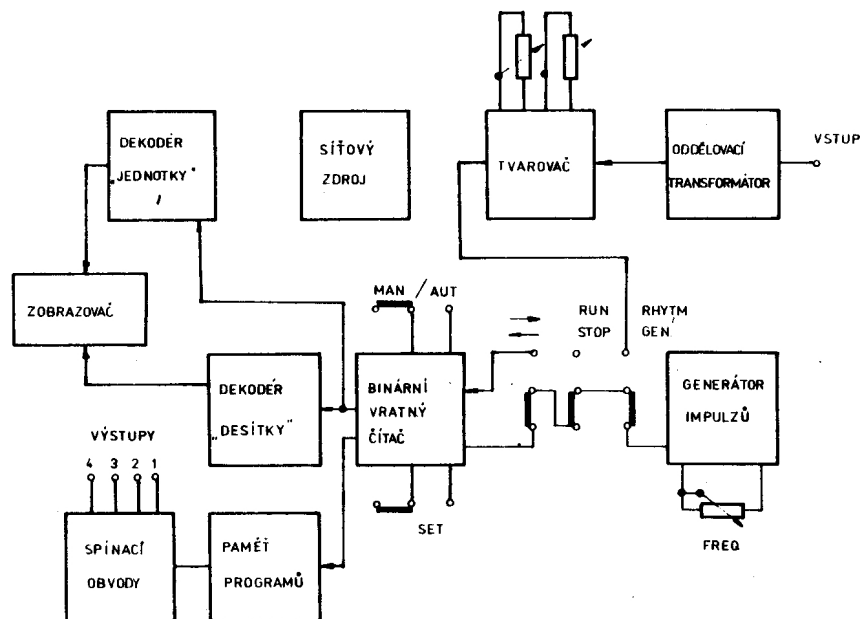 DEKODÉR
„JEDNOTKY"
SÍŤOVÝ
ZDROJ
TVAROVAČ
ODDĚLOVACÍ
TRANSFORMÁTOR
VSTUP
ZOBRAZOVAČ
MAN / AUT
RUN
STOP
RHYTM
GEN/
DEKODÉR
„DESÍTKY"
BINÁRNÍ
VRATNÝ
ČÍTAČ
GENERÁTOR
IMPULZŮ
VÝSTUPY
4 3 2 1
SET
FREQ
SPÍNACÍ
OBVODY
PAMĚŤ
PROGRAMŮ